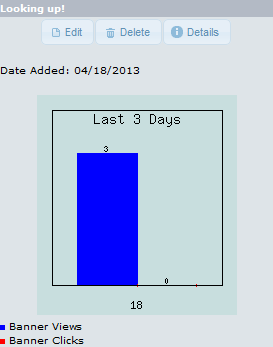 Looking up!
Edit Delete Details
Date Added: 04/18/2013
Last 3 Days
3
0
18
Banner Views
Banner Clicks